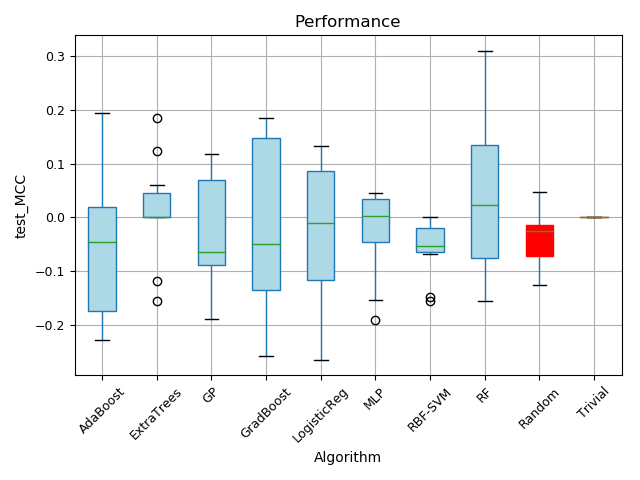 Performance
test_MCC
0.3
0.2
0.1
0.0
−0.1
−0.2
AdaBoost
ExtraTrees
GP
GradBoost
LogisticReg
MLP
RBF-SVM
RF
Random
Trivial
Algorithm